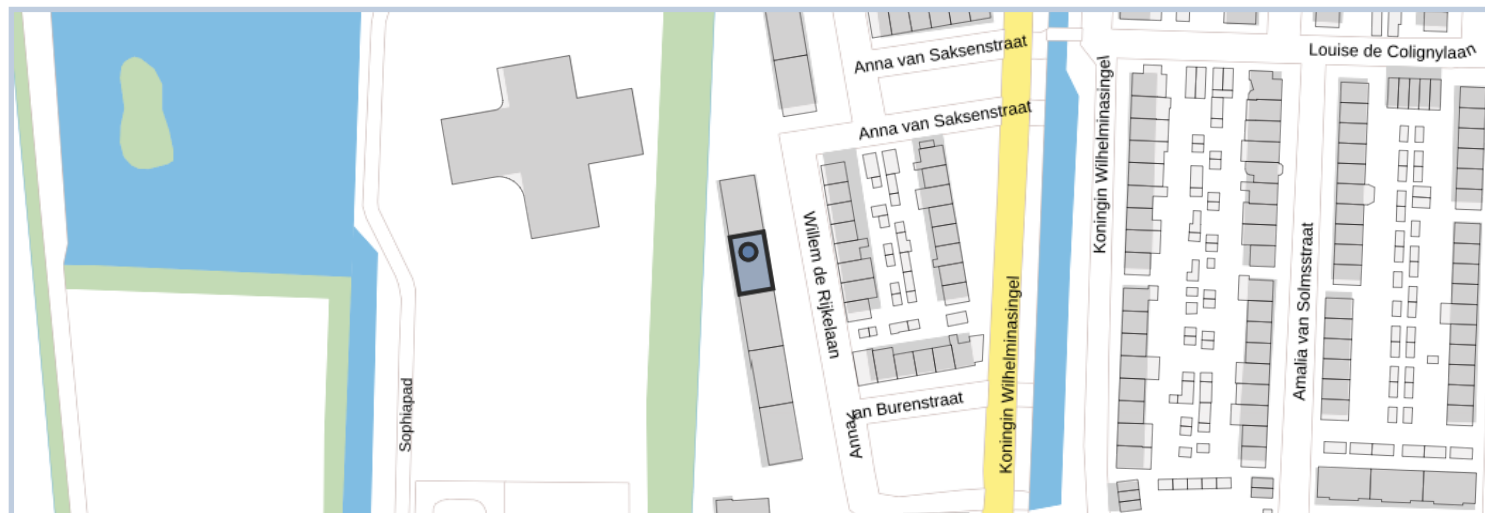 Anna van Saksenstraat
Louise de Colignylaan
Anna van Saksenstraat
Koningin Wilhelminasingel
Willem de Rijkelaan
Amalia van Solmsstraat
Koningin Wilhelminasingel
Sophiapad
Anna van Burenstraat